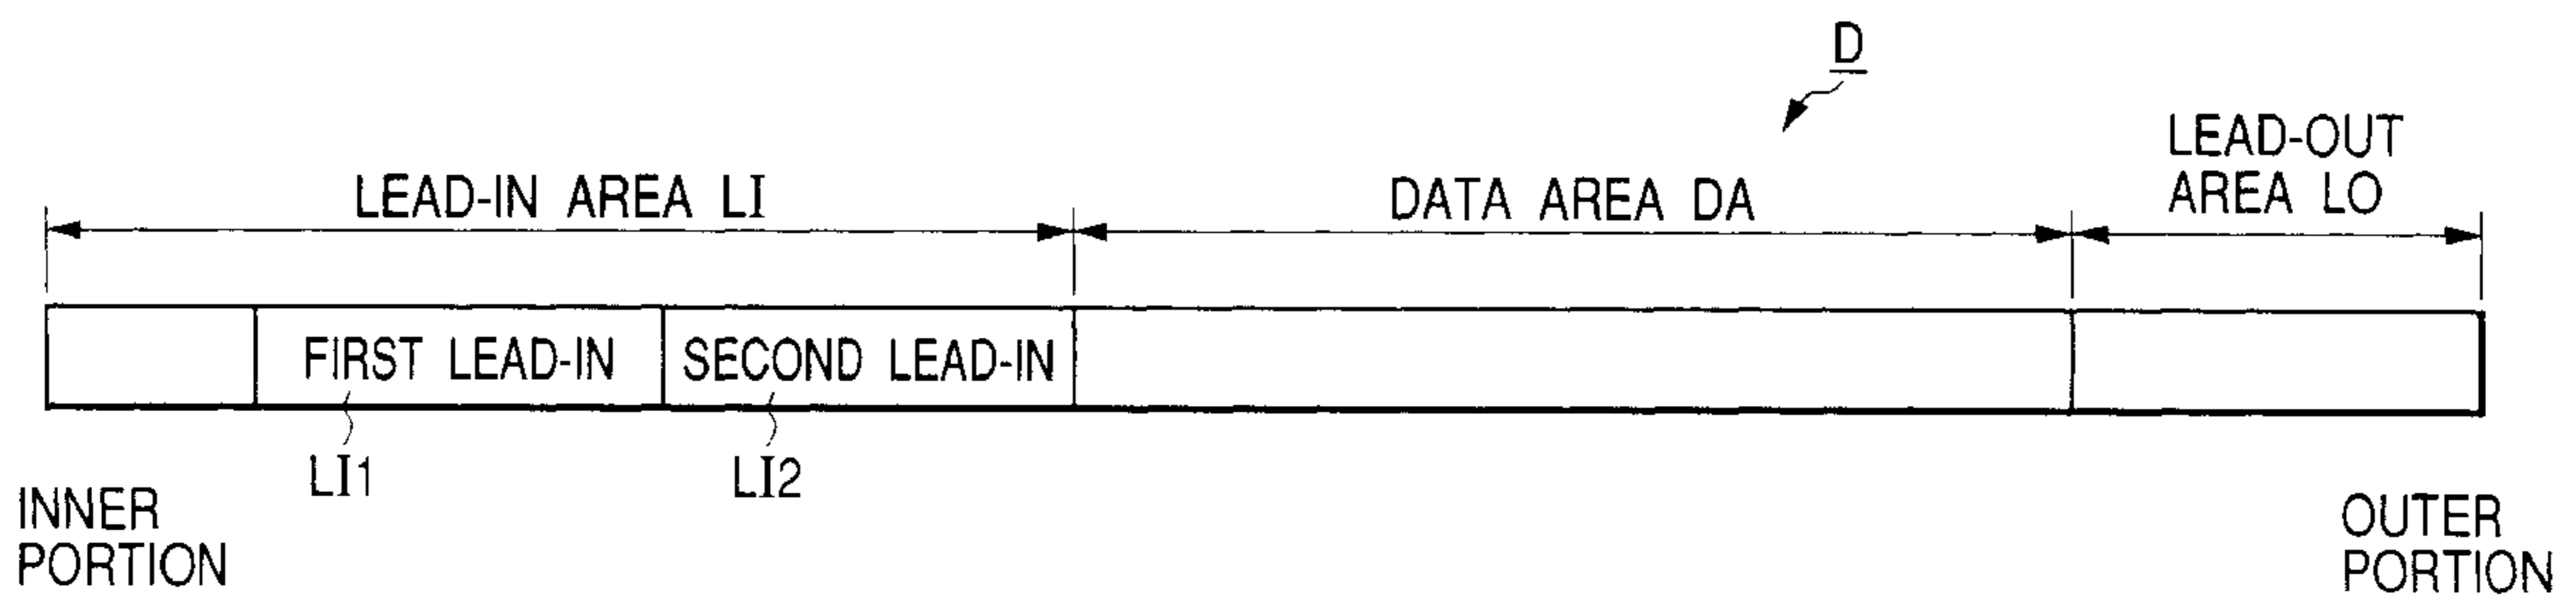 D
LEAD-IN AREA LI
DATA AREA DA
LEAD-OUT
AREA LO
FIRST LEAD-IN
SECOND LEAD-IN
LI1
LI2
INNER
PORTION
OUTER
PORTION